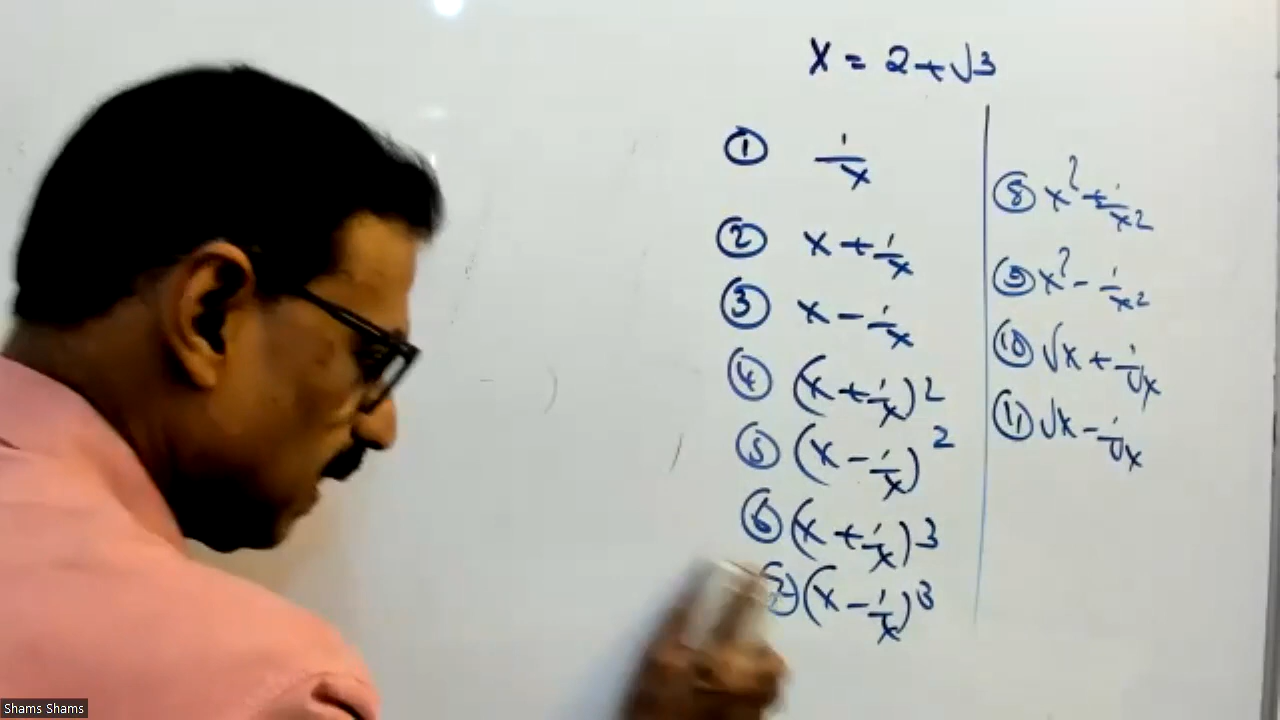 x = 2+√3
① 1/x
② x + 1/x
③ x - 1/x
④ (x + 1/x)2
⑤ (x - 1/x)2
⑥ (x + 1/x)3
⑦ (x - 1/x)3
⑧ x2 + 1/x2
⑨ x2 - 1/x2
⑩ √x + 1/√x
⑪ √x - 1/√x
Shams Shams